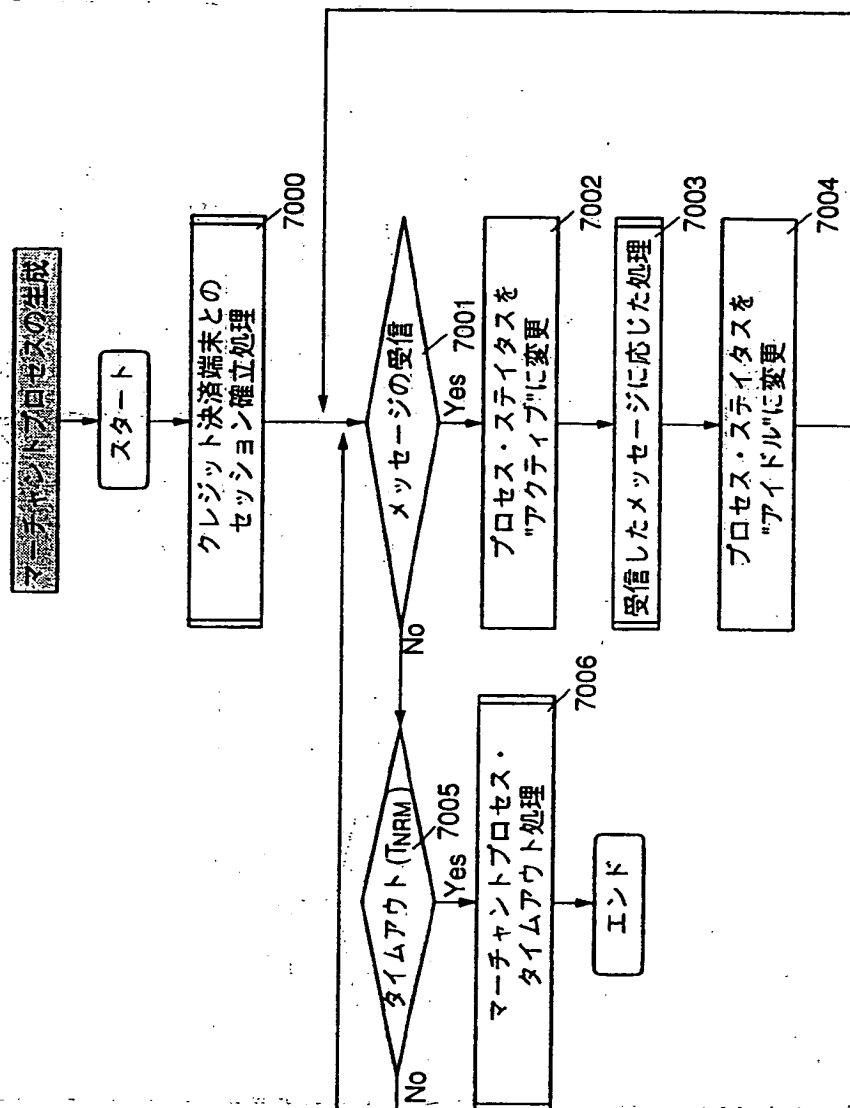 マーチャントプロセスの生成
スタート
クレジット決済端末との
セッション確立処理
7000
メッセージの受信
7001
Yes
No
プロセス・ステイタスを
"アクティブ"に変更
7002
受信したメッセージに応じた処理
7003
プロセス・ステイタスを
"アイドル"に変更
7004
タイムアウト(TNRM)
7005
Yes
No
マーチャントプロセス・
タイムアウト処理
7006
エンド